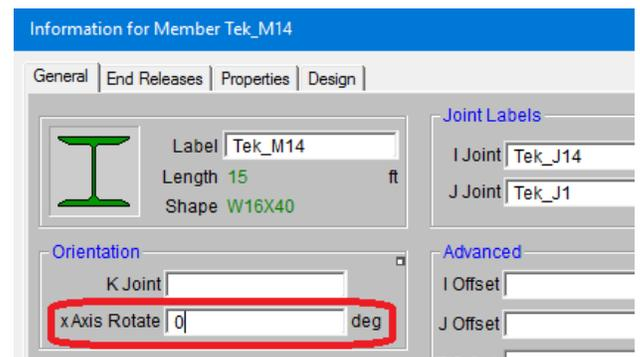 Information for Member Tek_M14
General End Releases Properties Design
Label Tek_M14
Length 15 ft
Shape W16X40
Joint Labels
I Joint Tek_J14
J Joint Tek_J1
Orientation
K Joint
x Axis Rotate 0 deg
Advanced
I Offset
J Offset